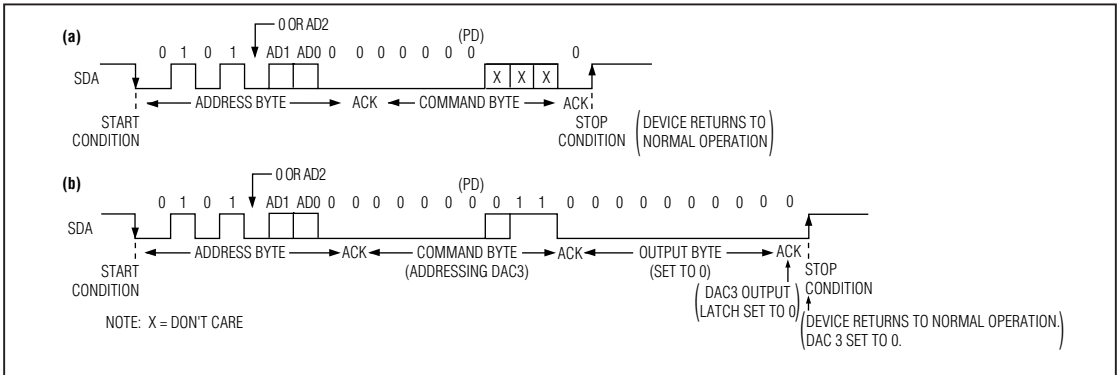 (a)
0 OR AD2
(PD)
0 1 0 1 AD1 AD0 0 0 0 0 0 0 0 0
SDA
X X X
ADDRESS BYTE ACK COMMAND BYTE ACK
START CONDITION
STOP CONDITION
(DEVICE RETURNS TO
NORMAL OPERATION)
(b)
0 OR AD2
(PD)
0 1 0 1 AD1 AD0 0 0 0 0 0 0 0 0 1 1 0 0 0 0 0 0 0 0 0 0
SDA
ADDRESS BYTE ACK COMMAND BYTE ACK OUTPUT BYTE ACK
(ADDRESSING DAC3) (SET TO 0)
START
CONDITION
STOP
CONDITION
(DAC3 OUTPUT
LATCH SET TO 0)
(DEVICE RETURNS TO NORMAL OPERATION.
DAC 3 SET TO 0.)
NOTE: X = DON'T CARE